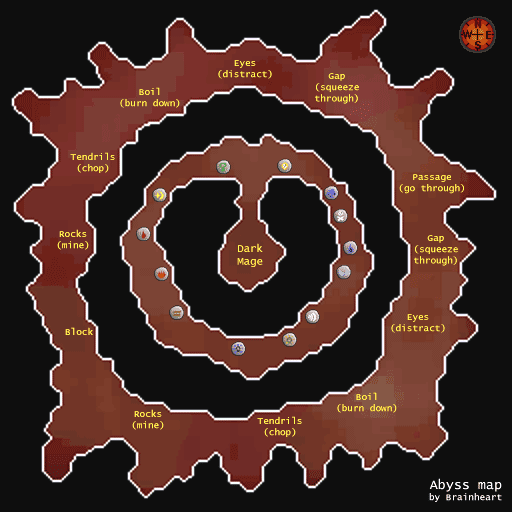 N
W E
S
Eyes
(distract)
Gap
(squeeze
through)
Boil
(burn down)
Tendrils
(chop)
Passage
(go through)
Rocks
(mine)
Gap
(squeeze
through)
Dark
Mage
Eyes
(distract)
Block
Boil
(burn down)
Rocks
(mine)
Tendrils
(chop)
Abyss map
by Brainheart